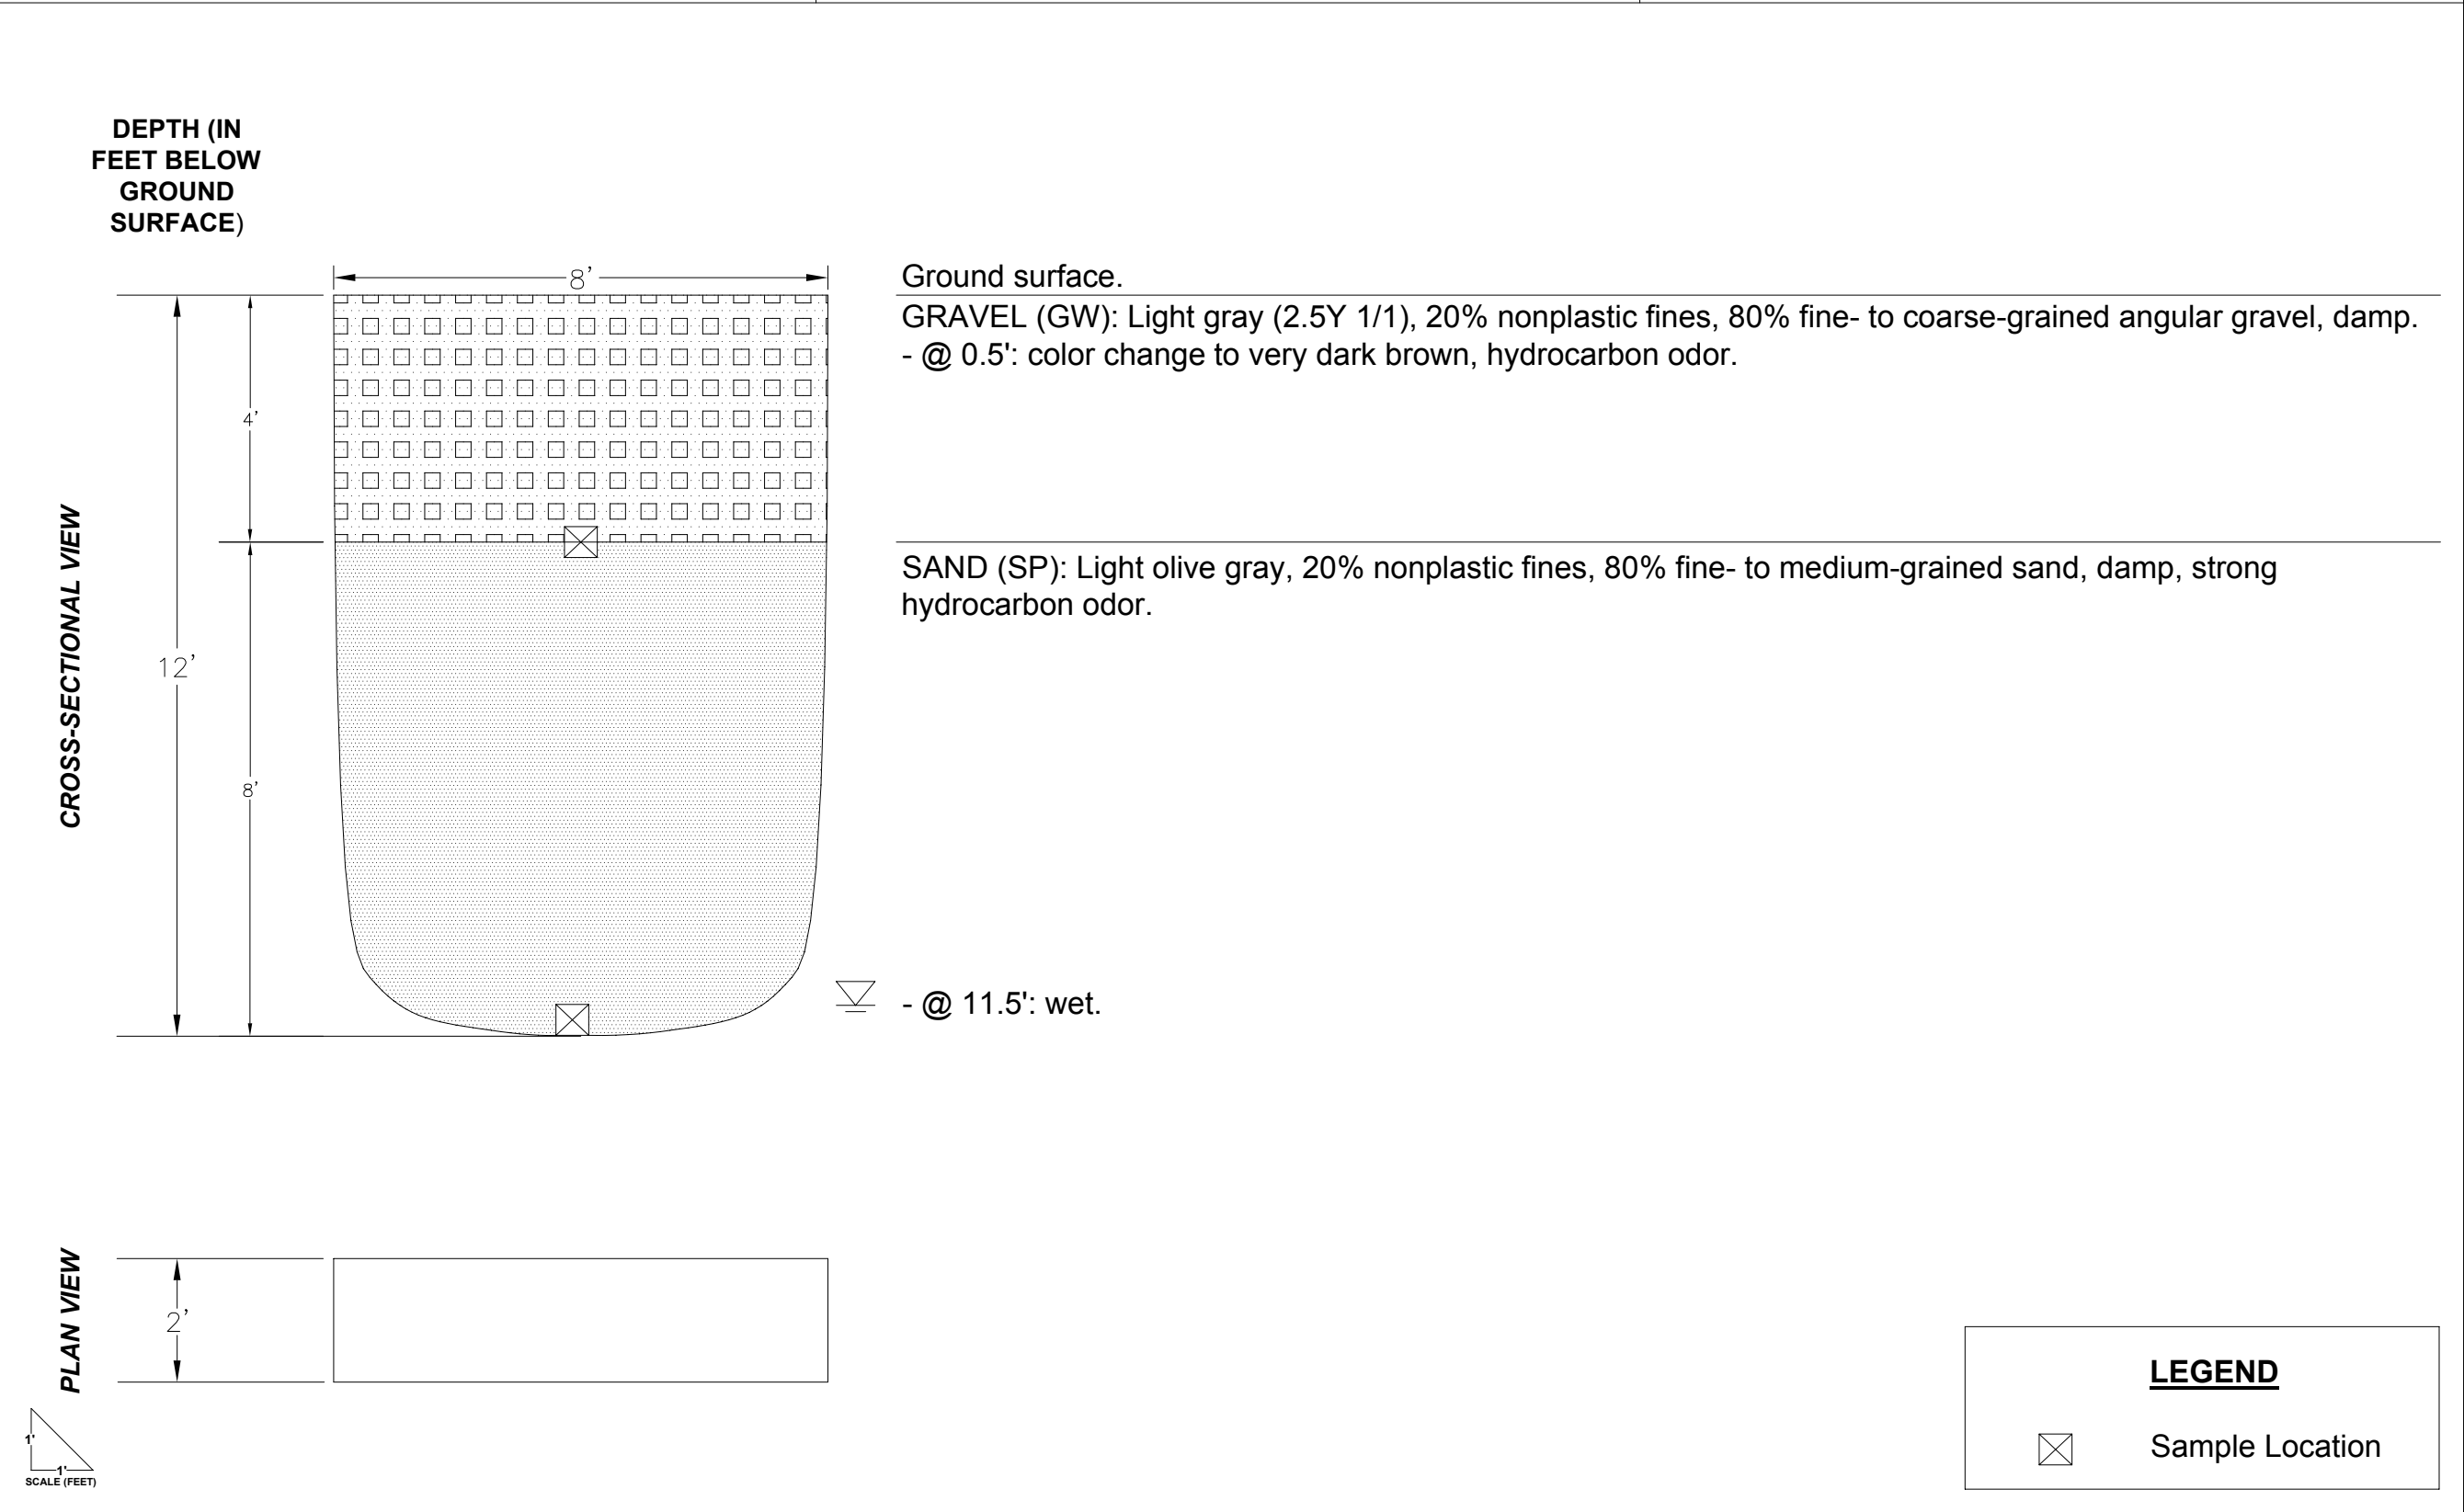 DEPTH (IN
FEET BELOW
GROUND
SURFACE)
8'
Ground surface.
GRAVEL (GW): Light gray (2.5Y 1/1), 20% nonplastic fines, 80% fine- to coarse-grained angular gravel, damp.
- @ 0.5': color change to very dark brown, hydrocarbon odor.
4'
CROSS-SECTIONAL VIEW
12'
SAND (SP): Light olive gray, 20% nonplastic fines, 80% fine- to medium-grained sand, damp, strong
hydrocarbon odor.
8'
- @ 11.5': wet.
PLAN VIEW
2'
1'
1'
SCALE (FEET)
LEGEND
Sample Location